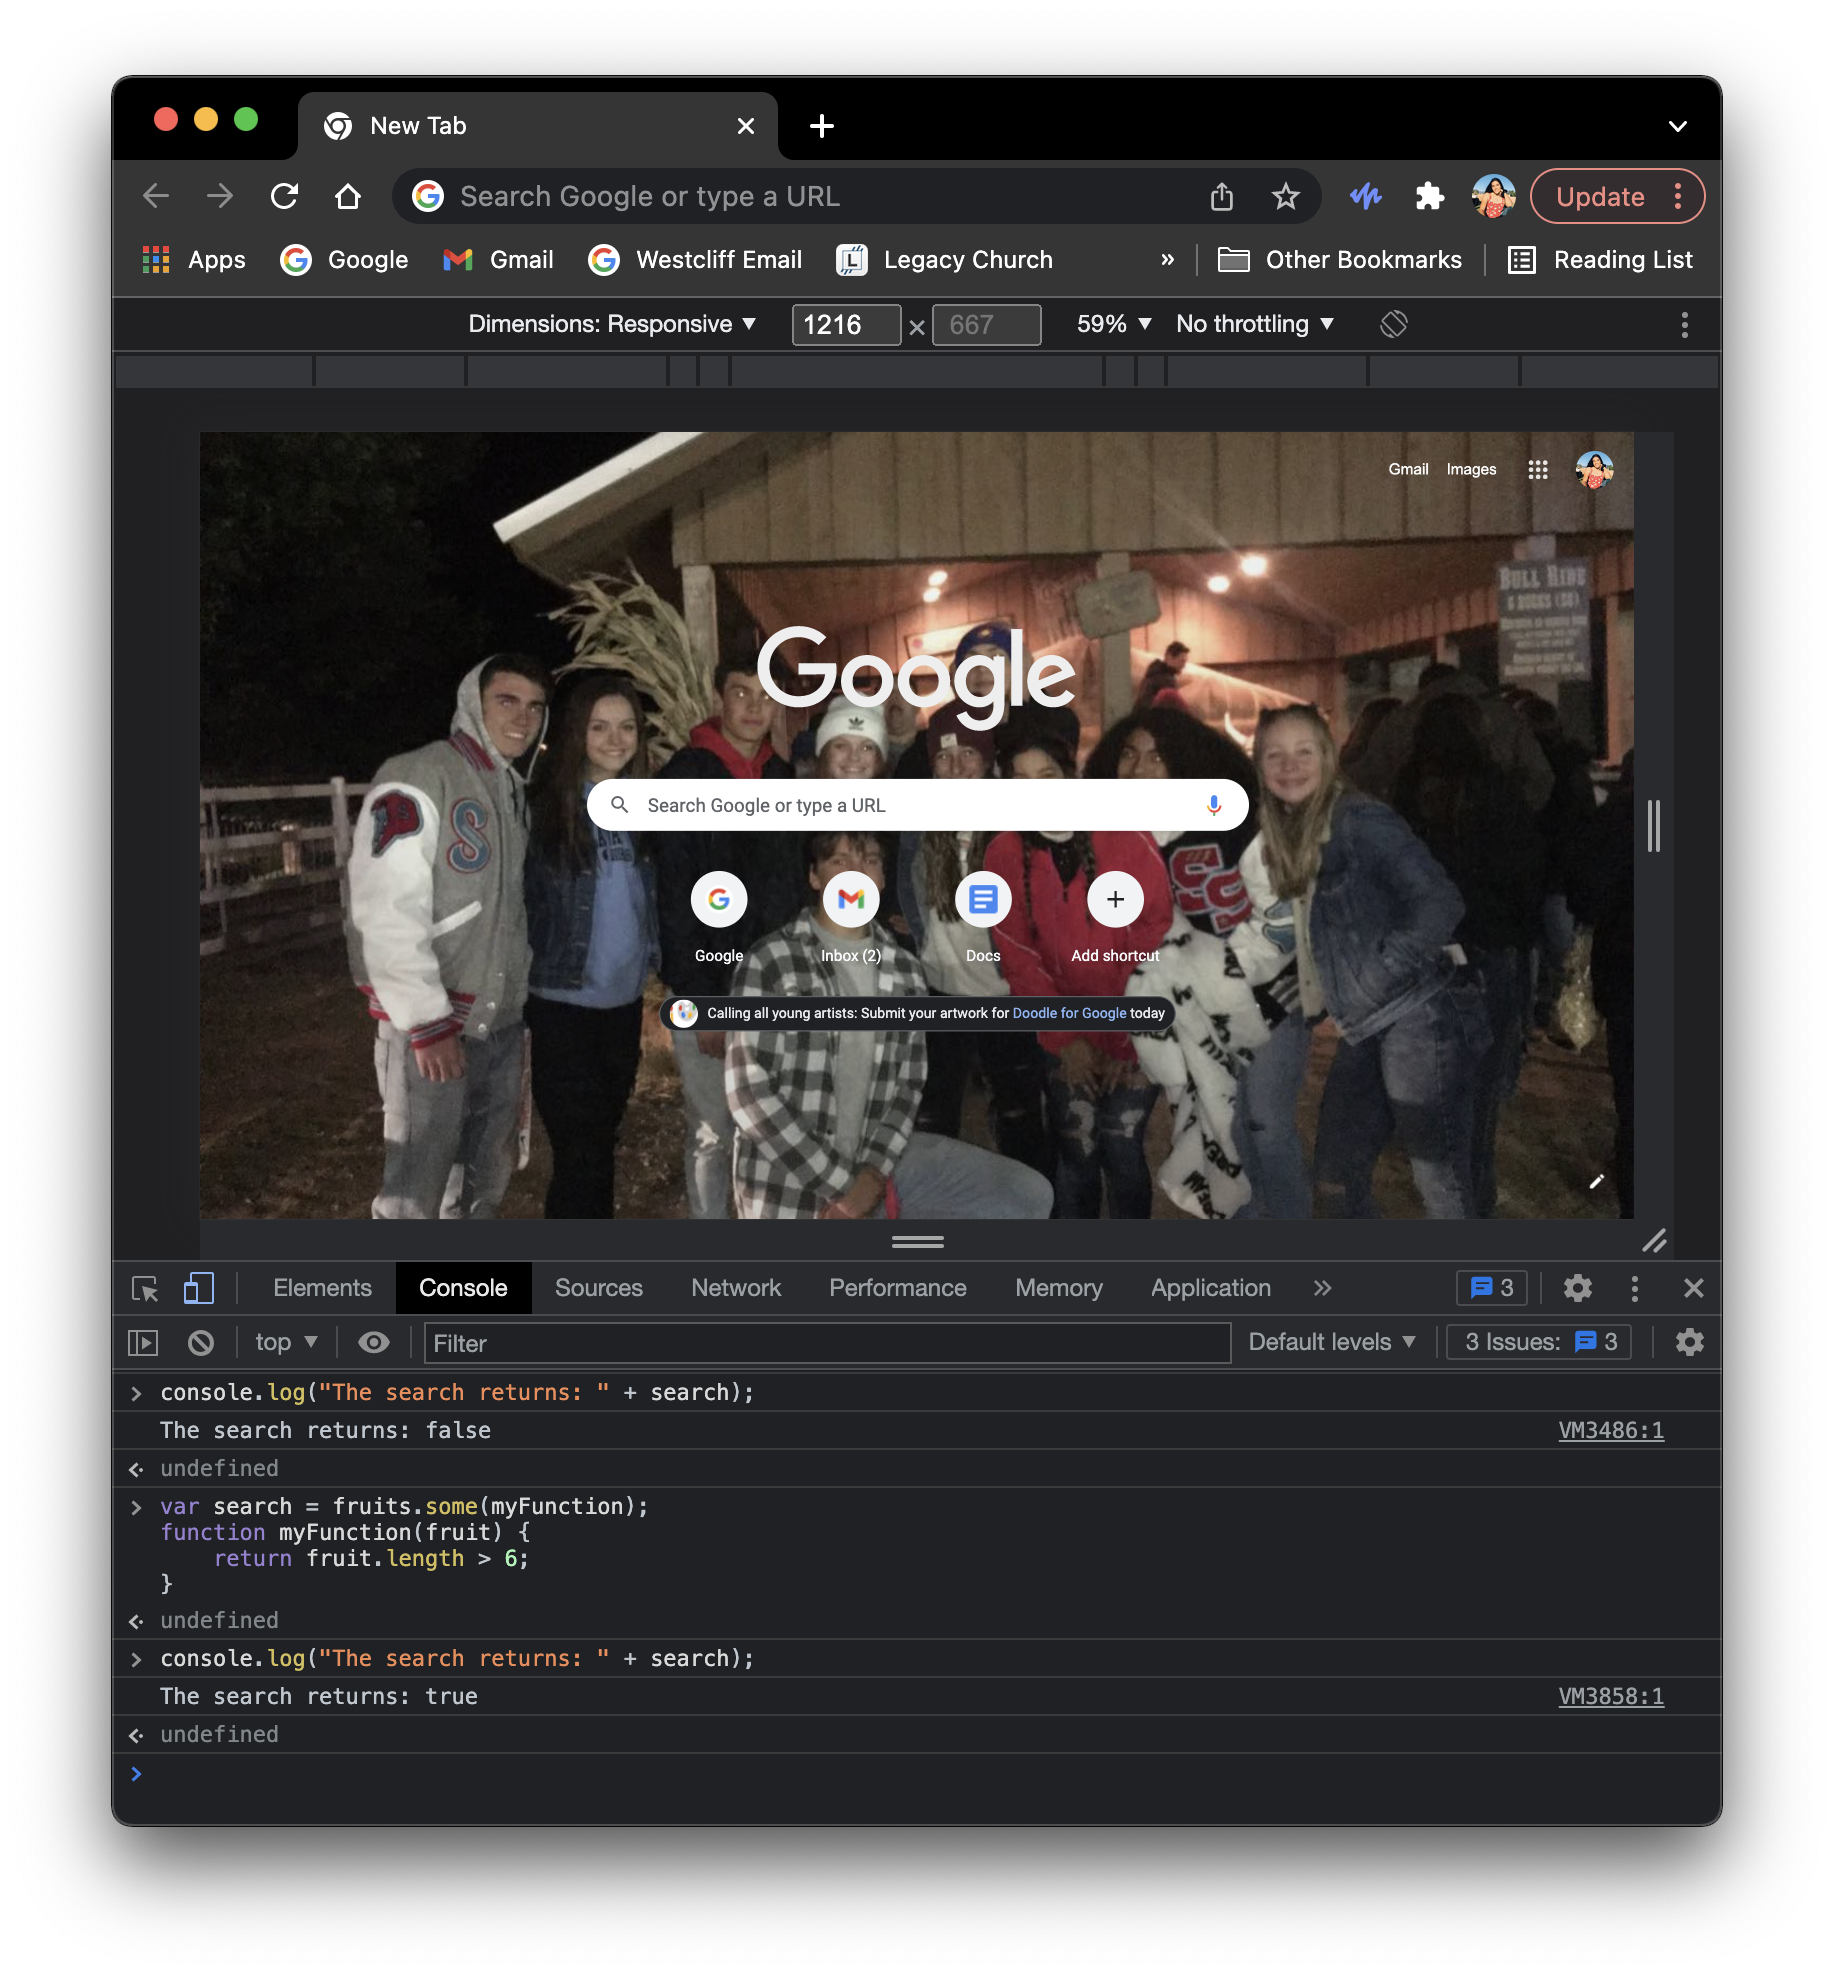 New Tab
Search Google or type a URL
Update
Apps Google Gmail Westcliff Email L Legacy Church » Other Bookmarks Reading List
Dimensions: Responsive 1216 × 667 59% No throttling
Gmail Images
BULL RIDE
Google
S
Search Google or type a URL
Google Inbox (2) Docs Add shortcut
Calling all young artists: Submit your artwork for Doodle for Google today
Elements Console Sources Network Performance Memory Application » 3
top Filter Default levels 3 Issues: 3
> console.log("The search returns: " + search);
The search returns: false VM3486:1
undefined
> var search = fruits.some(myFunction);
function myFunction(fruit) {
return fruit.length > 6;
}
undefined
> console.log("The search returns: " + search);
The search returns: true VM3858:1
undefined
>